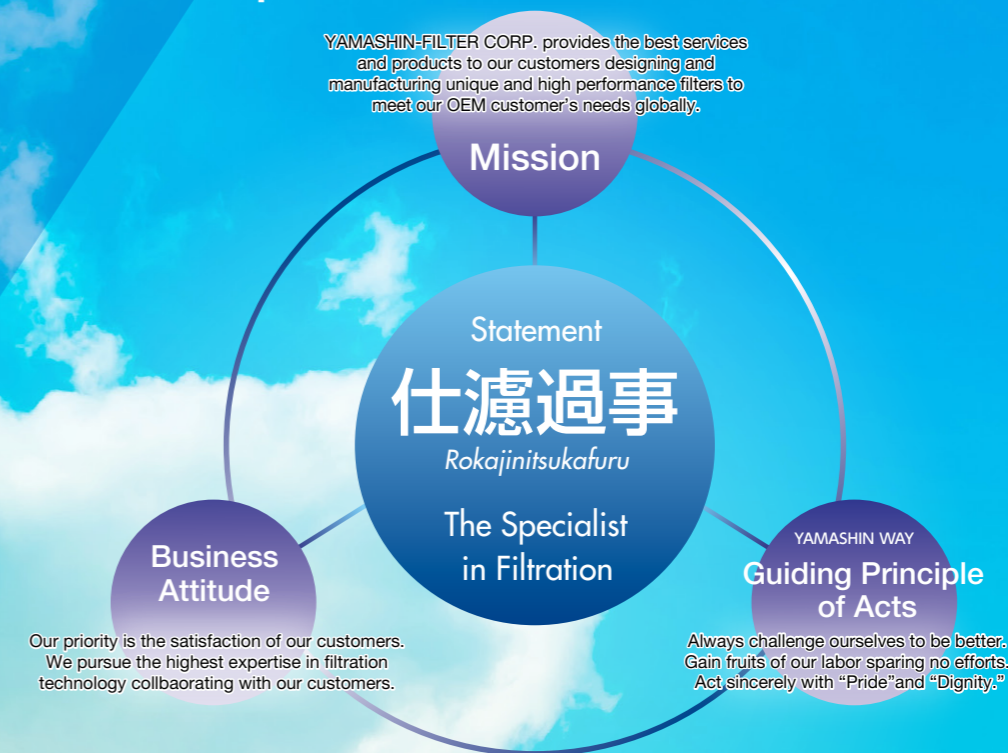 YAMASHIN-FILTER CORP. provides the best services
and products to our customers designing and
manufacturing unique and high performance filters to
meet our OEM customer's needs globally.
Mission
Statement
仕濾過事
Rokajinitsukafuru
The Specialist
in Filtration
Business
Attitude
Our priority is the satisfaction of our customers.
We pursue the highest expertise in filtration
technology collbaorating with our customers.
YAMASHIN WAY
Guiding Principle
of Acts
Always challenge ourselves to be better.
Gain fruits of our labor sparing no efforts.
Act sincerely with “Pride”and “Dignity.”